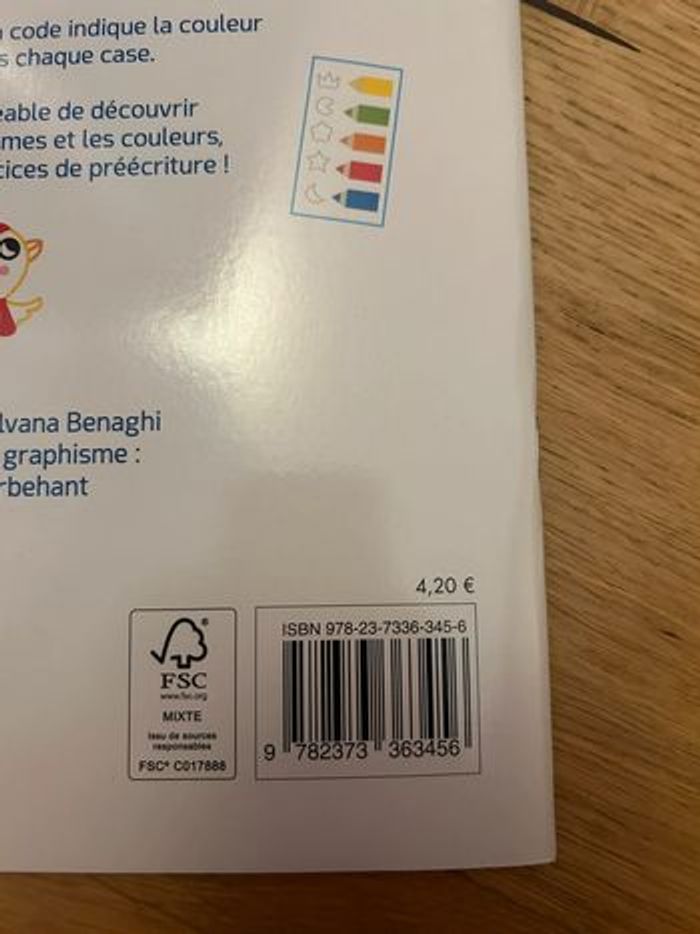 code indique la couleur
s chaque case.
éable de découvrir
mes et les couleurs,
cices de préécriture !
lvana Benaghi
graphisme :
rbehant
4,20 €
ISBN 978-23-7336-345-6
9 782373 363456
FSC
www.fsc.org
MIXTE
Issu de sources
responsables
FSC® C017888